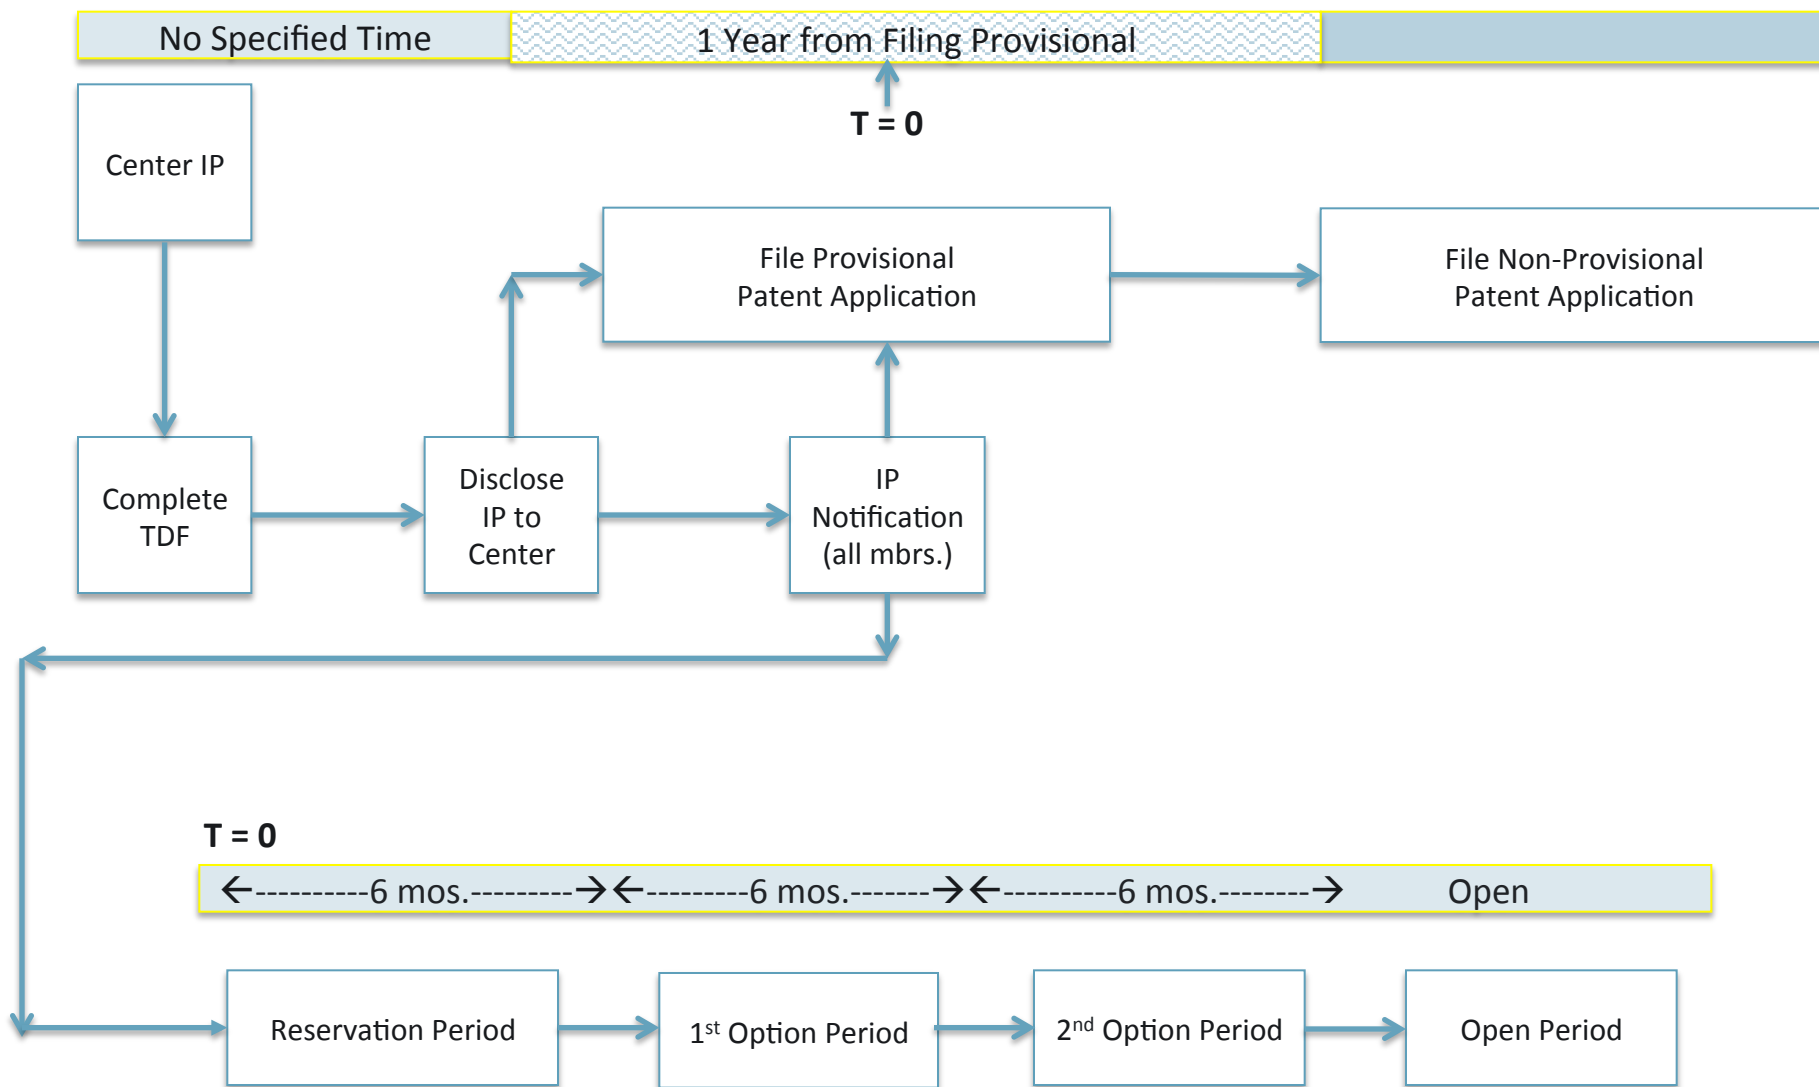 No Specified Time
1 Year from Filing Provisional
T = 0
Center IP
File Provisional
Patent Application
File Non-Provisional
Patent Application
Complete
TDF
Disclose
IP to
Center
IP
Notification
(all mbrs.)
T = 0
←----------6 mos.---------→←---------6 mos.-------→←---------6 mos.-------→ Open
Reservation Period
1st Option Period
2nd Option Period
Open Period